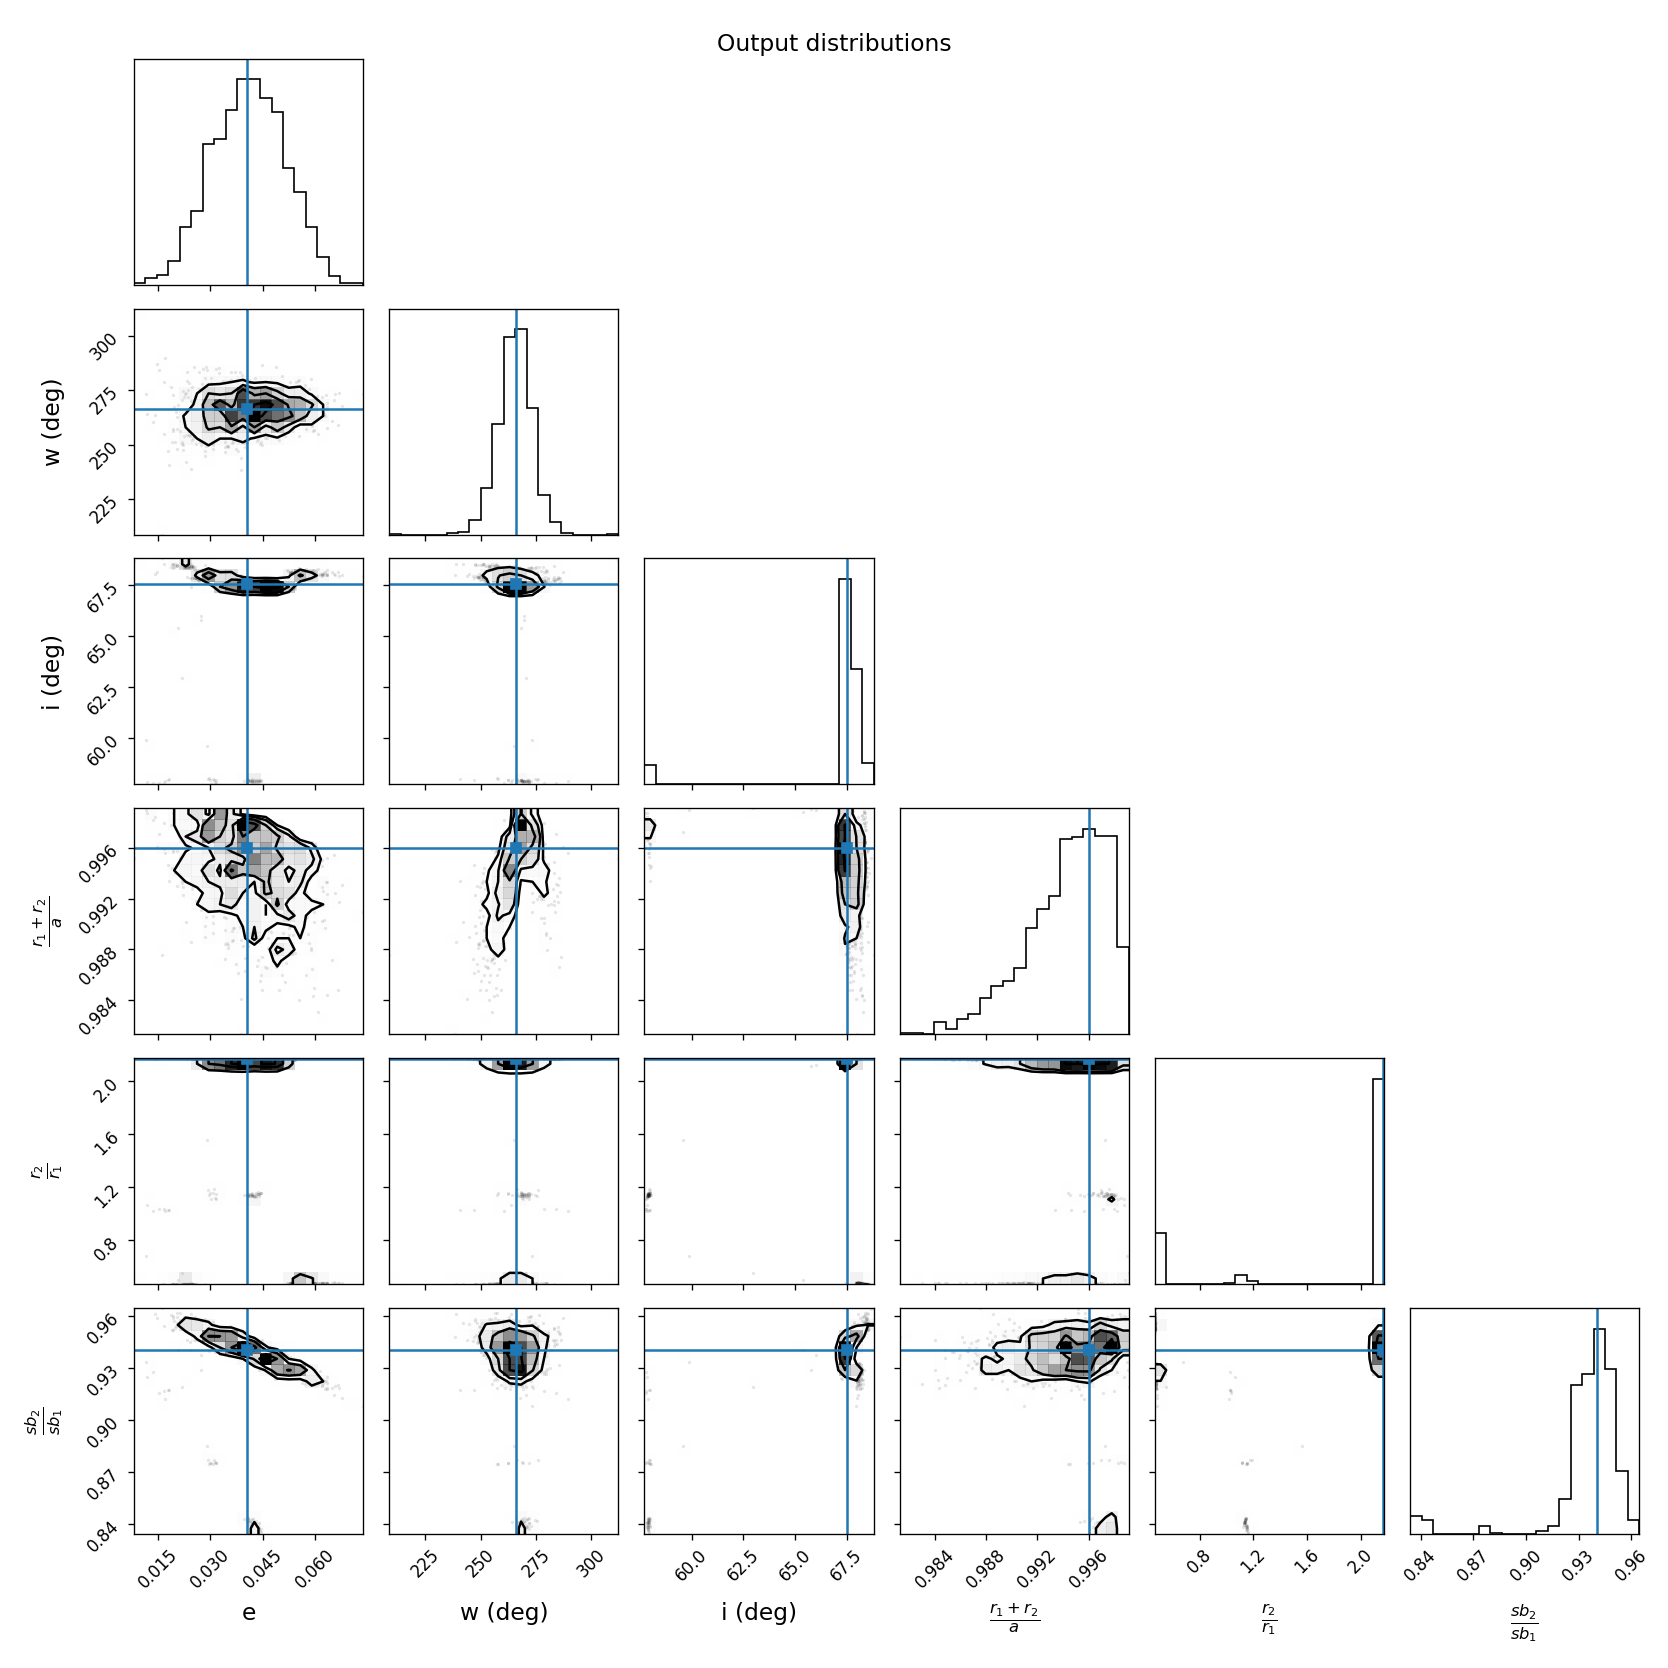 Output distributions
300
275
250
225
w (deg)
67.5
65.0
62.5
60.0
i (deg)
0.996
0.992
0.988
0.984
r1 + r2
a
2.0
1.6
1.2
0.8
r2
r1
0.96
0.93
0.90
0.87
0.84
sb2
sb1
0.015 0.030 0.045 0.060 225 250 275 300 60.0 62.5 65.0 67.5 0.984 0.988 0.992 0.996 0.8 1.2 1.6 2.0 0.84 0.87 0.90 0.93 0.96
e w (deg) i (deg) r1 + r2 r2 sb2
a r1 sb1